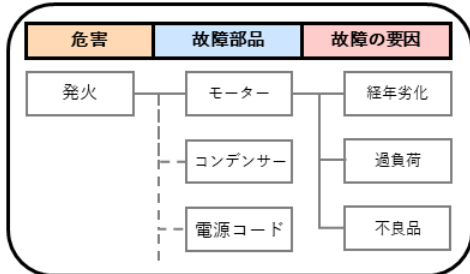 危害 故障部品 故障の要因
発火 モーター 経年劣化
コンデンサー 過負荷
電源コード 不良品